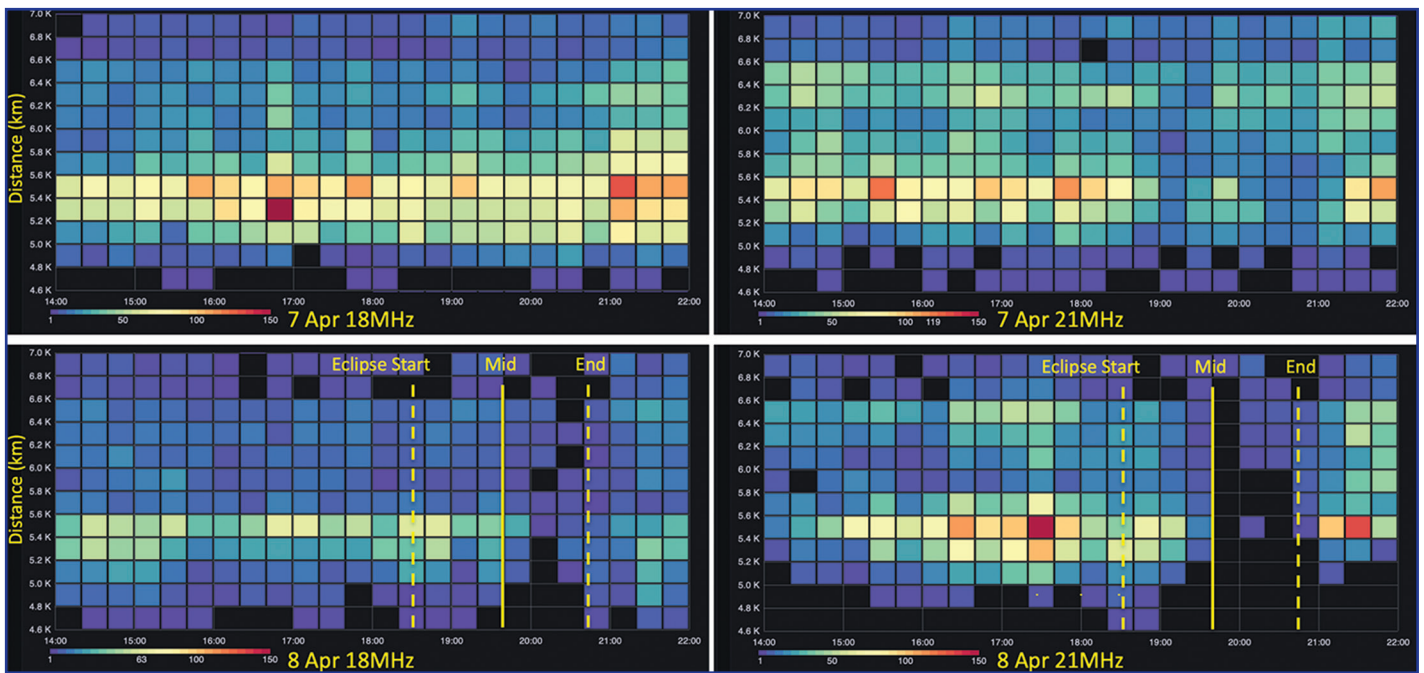 Distance (km)
7.0 K
6.8 K
6.6 K
6.4 K
6.2 K
6.0 K
5.8 K
5.6 K
5.4 K
5.2 K
5.0 K
4.8 K
4.6 K
14:00 15:00 16:00 17:00 18:00 19:00 20:00 21:00 22:00
1 50 100 150
7 Apr 18MHz
7.0 K
6.8 K
6.6 K
6.4 K
6.2 K
6.0 K
5.8 K
5.6 K
5.4 K
5.2 K
5.0 K
4.8 K
4.6 K
14:00 15:00 16:00 17:00 18:00 19:00 20:00 21:00 22:00
1 50 100 119 150
7 Apr 21MHz
Distance (km)
7.0 K
6.8 K
6.6 K
6.4 K
6.2 K
6.0 K
5.8 K
5.6 K
5.4 K
5.2 K
5.0 K
4.8 K
4.6 K
Eclipse Start Mid End
14:00 15:00 16:00 17:00 18:00 19:00 20:00 21:00 22:00
1 63 100 150
8 Apr 18MHz
7.0 K
6.8 K
6.6 K
6.4 K
6.2 K
6.0 K
5.8 K
5.6 K
5.4 K
5.2 K
5.0 K
4.8 K
4.6 K
Eclipse Start Mid End
14:00 15:00 16:00 17:00 18:00 19:00 20:00 21:00 22:00
1 50 100 150
8 Apr 21MHz